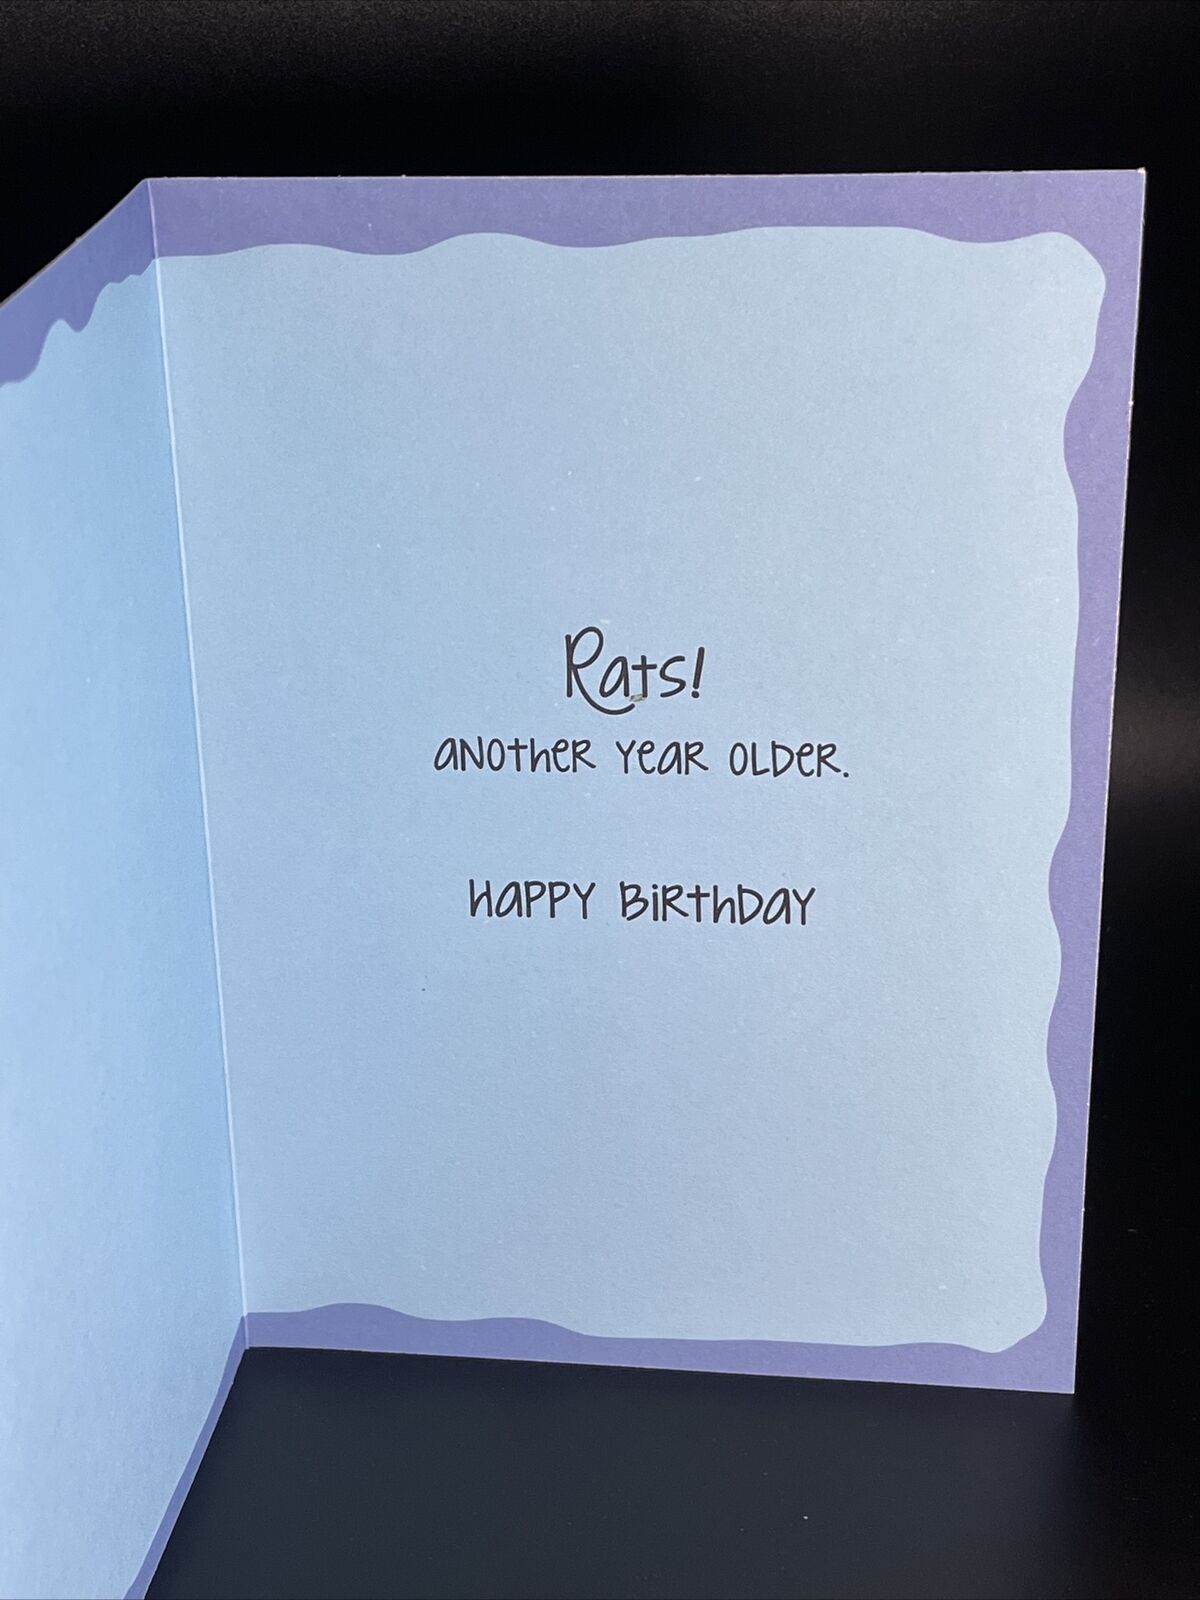 Rats!
another year older.
Happy Birthday